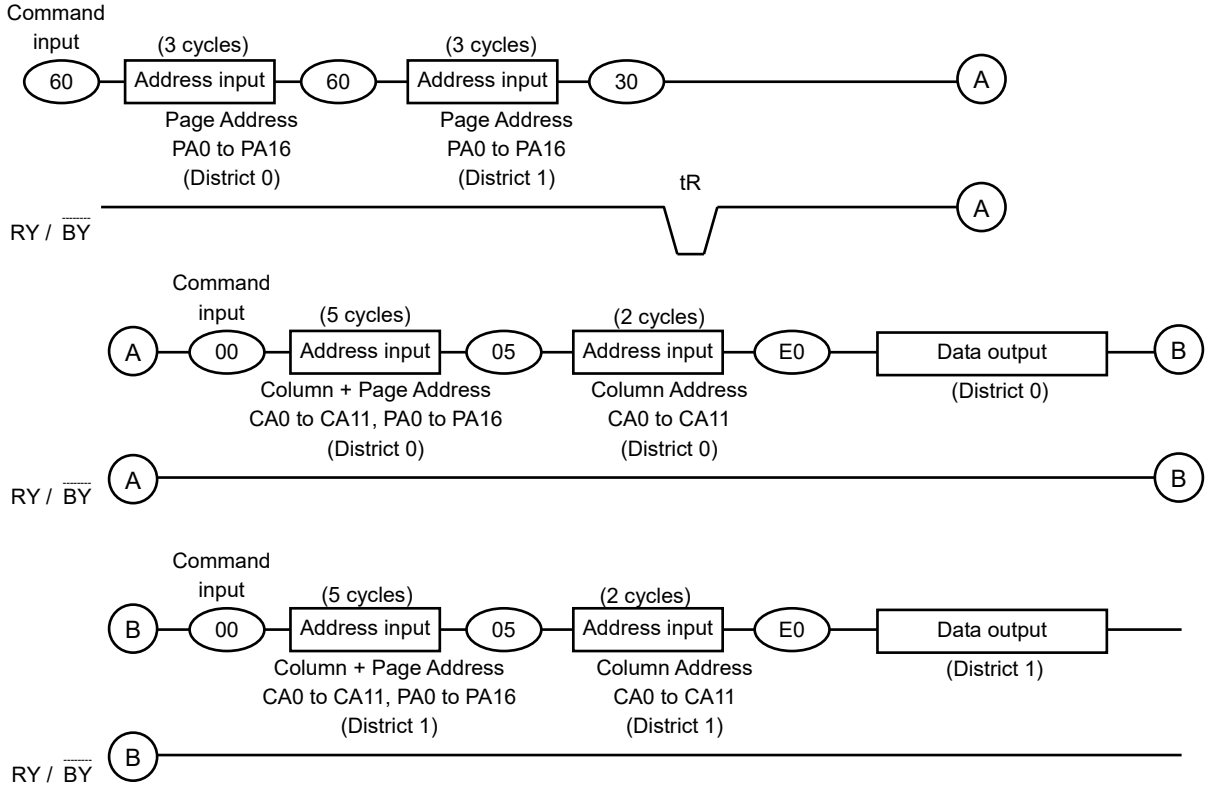 Command
input
(3 cycles)
(3 cycles)
60
Address input
60
Address input
30
A
Page Address
PA0 to PA16
(District 0)
Page Address
PA0 to PA16
(District 1)
tR
RY / BY
A
Command
input
(5 cycles)
(2 cycles)
A
00
Address input
05
Address input
E0
Data output
B
Column + Page Address
CA0 to CA11, PA0 to PA16
(District 0)
Column Address
CA0 to CA11
(District 0)
(District 0)
RY / BY
A
B
Command
input
(5 cycles)
(2 cycles)
B
00
Address input
05
Address input
E0
Data output
Column + Page Address
CA0 to CA11, PA0 to PA16
(District 1)
Column Address
CA0 to CA11
(District 1)
(District 1)
RY / BY
B